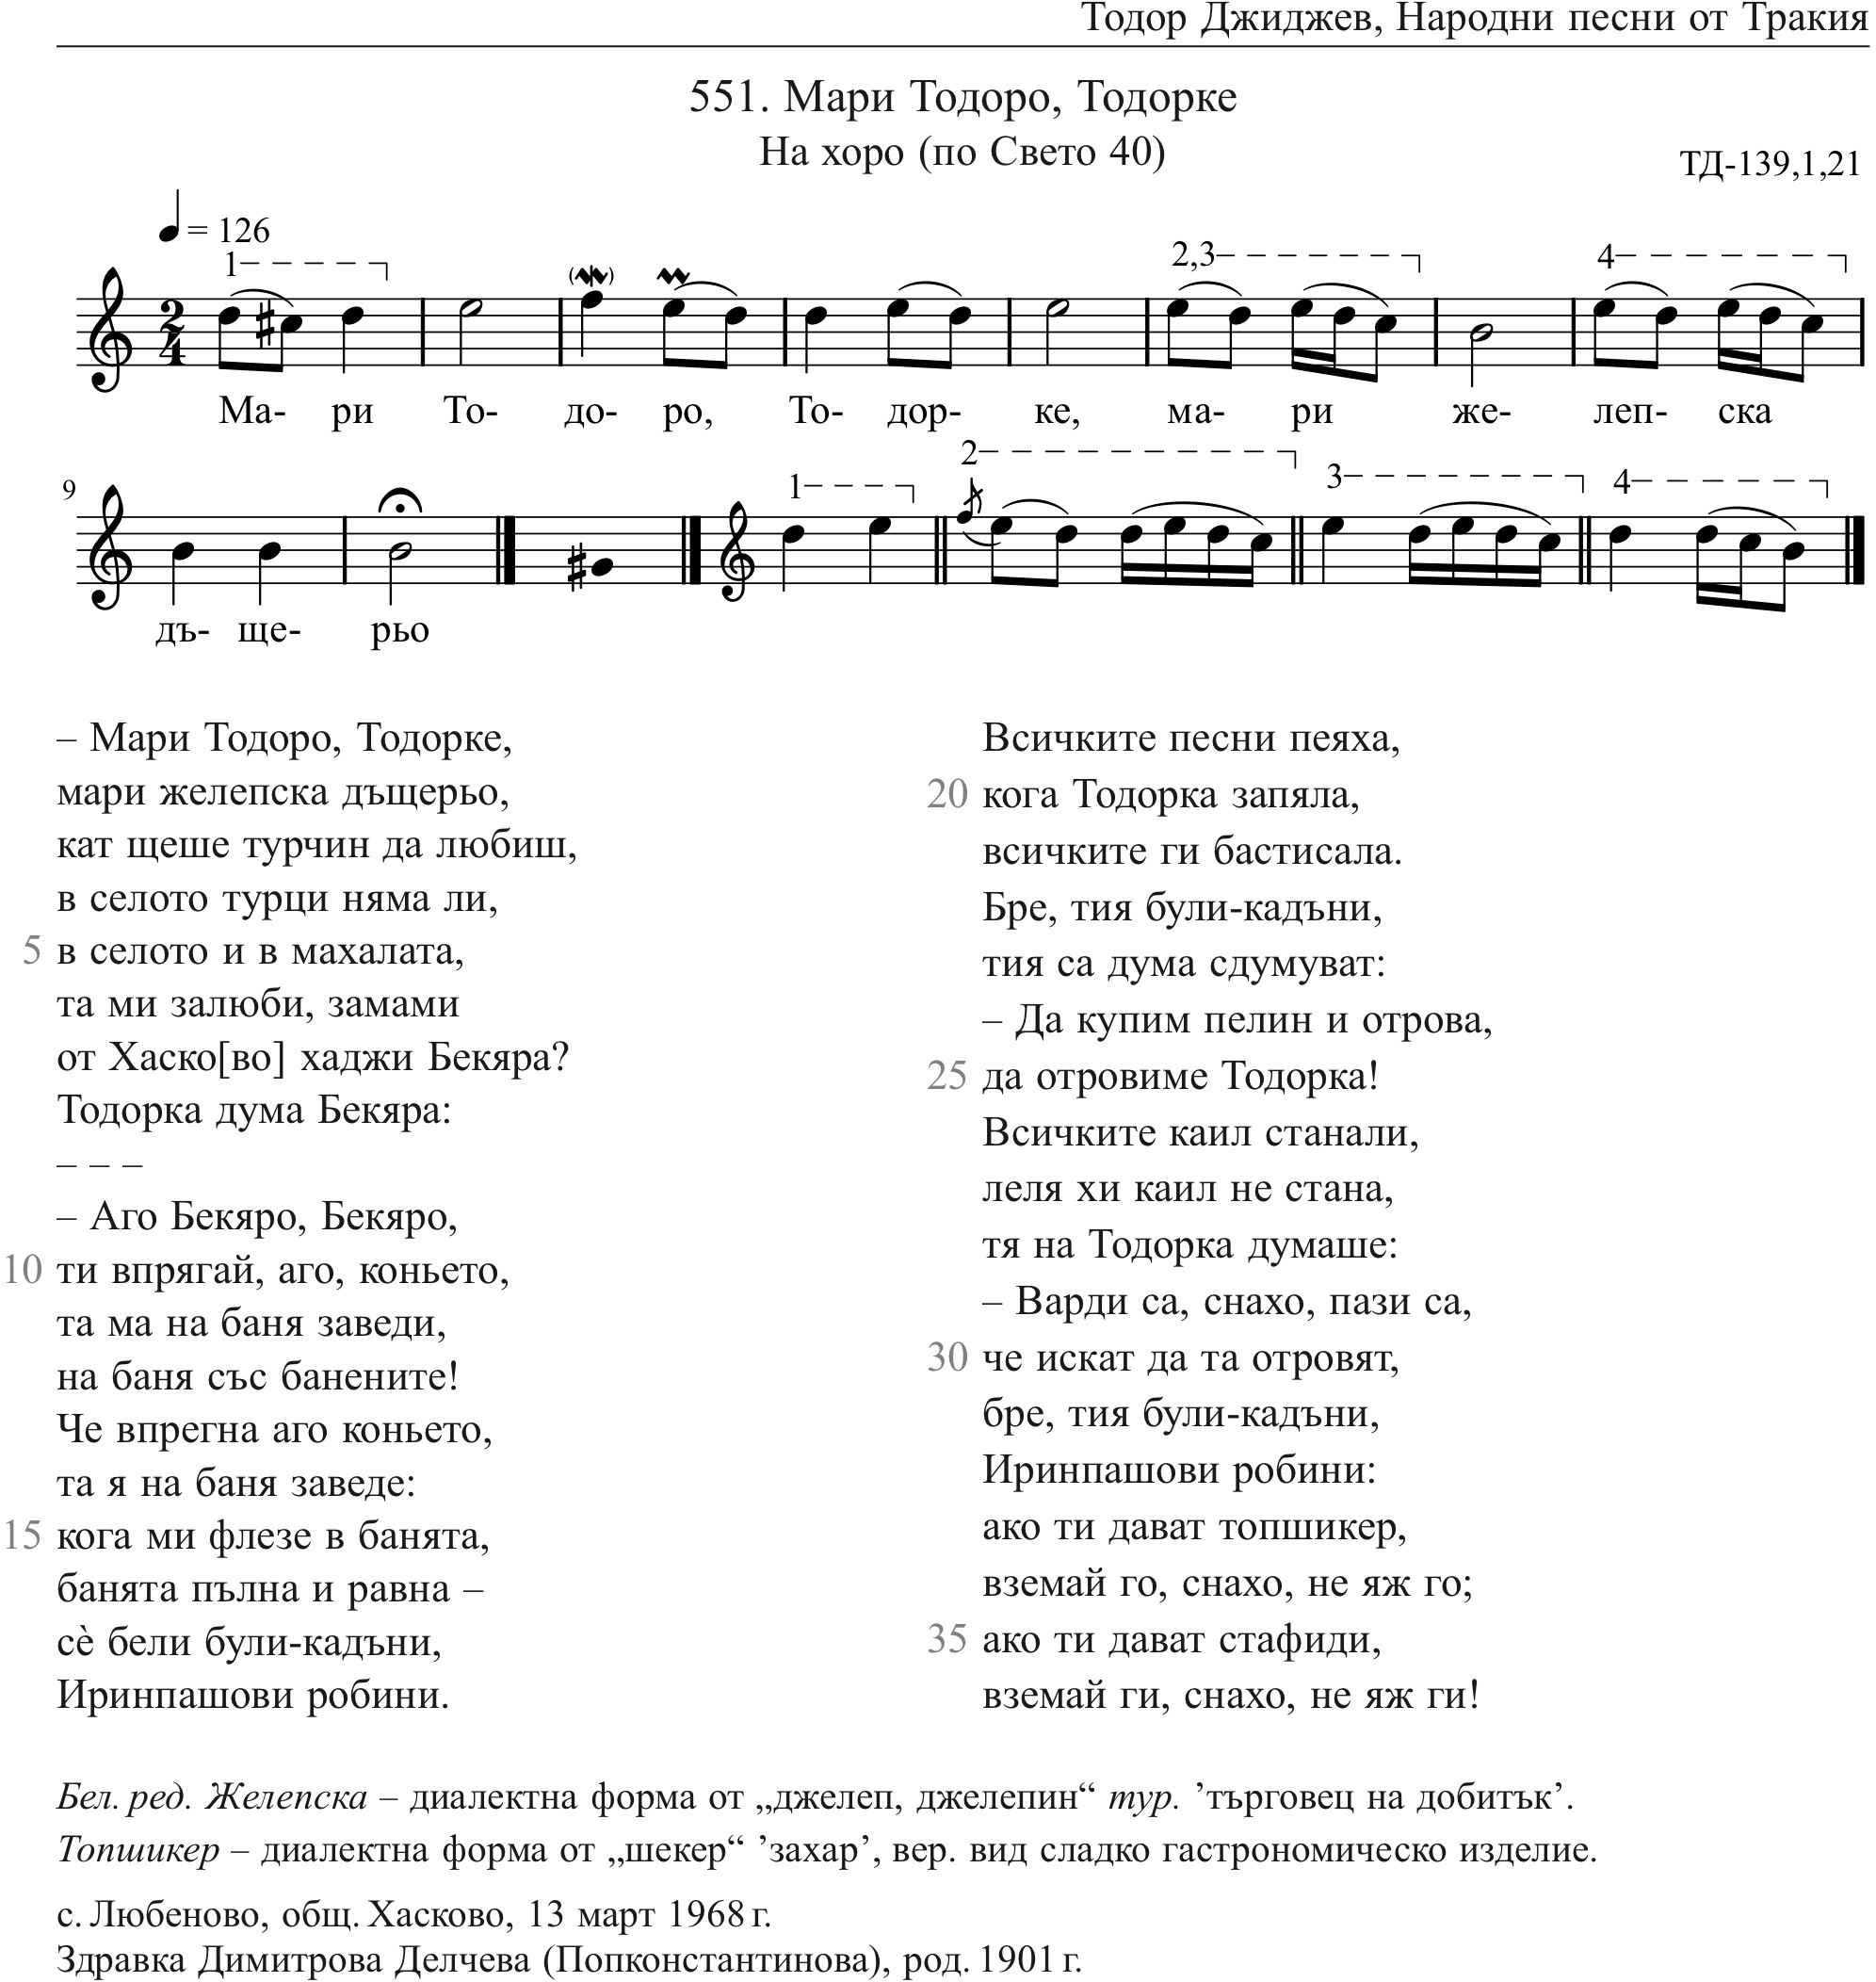 Тодор Джиджев, Народни песни от Тракия
551. Мари Тодоро, Тодорке
На хоро (по Свето 40)
ТД-139,1,21
= 126
1 2,3 4
2/4
Ма- ри То- до- ро, То- дор- ке, ма- ри же- леп- ска
9 1 2 3 4
дъ- ще- рьо
– Мари Тодоро, Тодорке,
мари желепска дъщерьо,
кат щеше турчин да любиш,
в селото турци няма ли,
5 в селото и в махалата,
та ми залюби, замами
от Хаско[во] хаджи Бекяра?
Тодорка дума Бекяра:
– – –
– Аго Бекяро, Бекяро,
10 ти впрягай, аго, коньето,
та ма на баня заведи,
на баня със банените!
Че впрегна аго коньето,
та я на баня заведе:
15 кога ми флезе в банята,
банята пълна и равна –
сѐ бели були-кадъни,
Иринпашови робини.
Всичките песни пеяха,
20 кога Тодорка запяла,
всичките ги бастисала.
Бре, тия були-кадъни,
тия са дума сдумуват:
– Да купим пелин и отрова,
25 да отровиме Тодорка!
Всичките каил станали,
леля хи каил не стана,
тя на Тодорка думаше:
– Варди са, снахо, пази са,
30 че искат да та отровят,
бре, тия були-кадъни,
Иринпашови робини:
ако ти дават топшикер,
вземай го, снахо, не яж го;
35 ако ти дават стафиди,
вземай ги, снахо, не яж ги!
Бел. ред. Желепска – диалектна форма от „джелеп, джелепин“ тур. ’търговец на добитък’.
Топшикер – диалектна форма от „шекер“ ’захар’, вер. вид сладко гастрономическо изделие.
с. Любеново, общ. Хасково, 13 март 1968 г.
Здравка Димитрова Делчева (Попконстантинова), род. 1901 г.